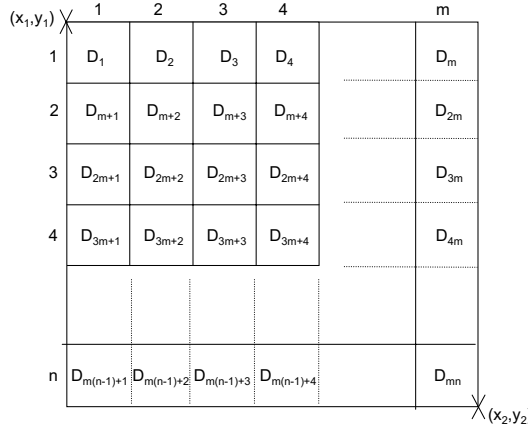 1 2 3 4 m
(x₁,y₁)
1 D₁ D₂ D₃ D₄ Dₘ
2 Dₘ₊₁ Dₘ₊₂ Dₘ₊₃ Dₘ₊₄ D₂ₘ
3 D₂ₘ₊₁ D₂ₘ₊₂ D₂ₘ₊₃ D₂ₘ₊₄ D₃ₘ
4 D₃ₘ₊₁ D₃ₘ₊₂ D₃ₘ₊₃ D₃ₘ₊₄ D₄ₘ
n Dₘ₍ₙ₋₁₎₊₁ Dₘ₍ₙ₋₁₎₊₂ Dₘ₍ₙ₋₁₎₊₃ Dₘ₍ₙ₋₁₎₊₄ Dₘₙ
(x₂,y₂